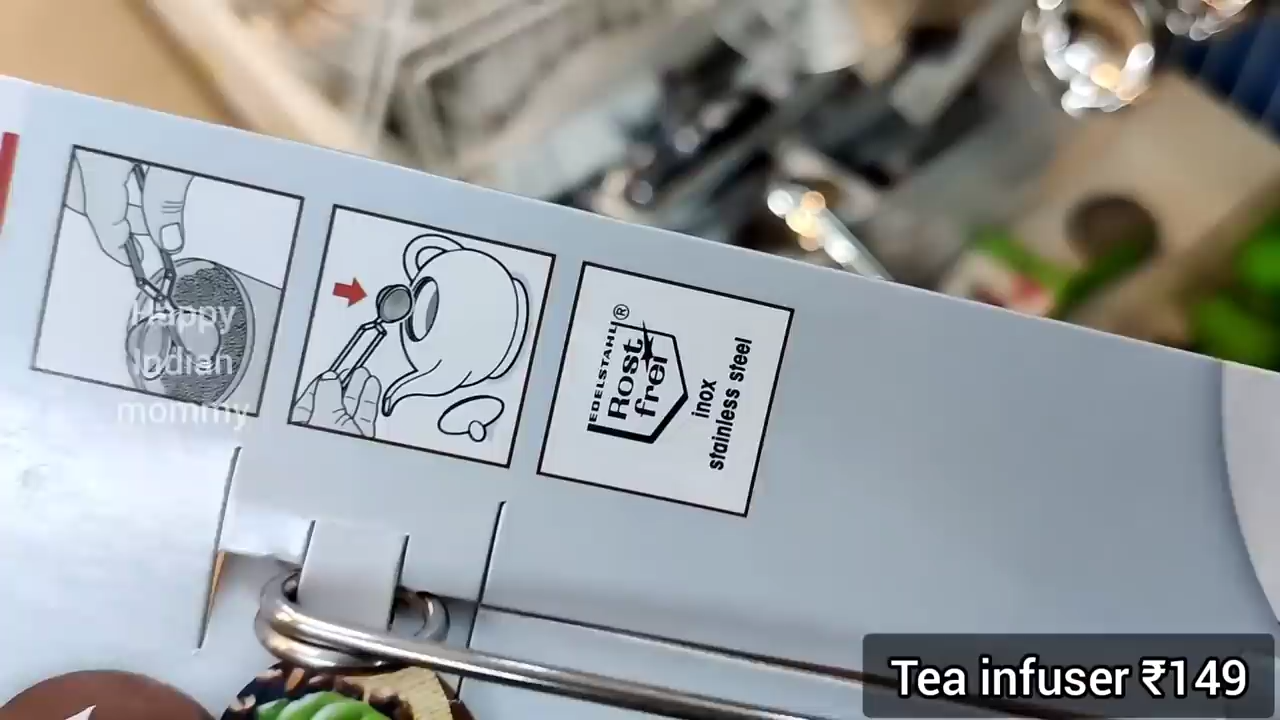 Happy
Indian
mommy
EDELSTAHL®
Rost
frei
inox
stainless steel
Tea infuser ₹149